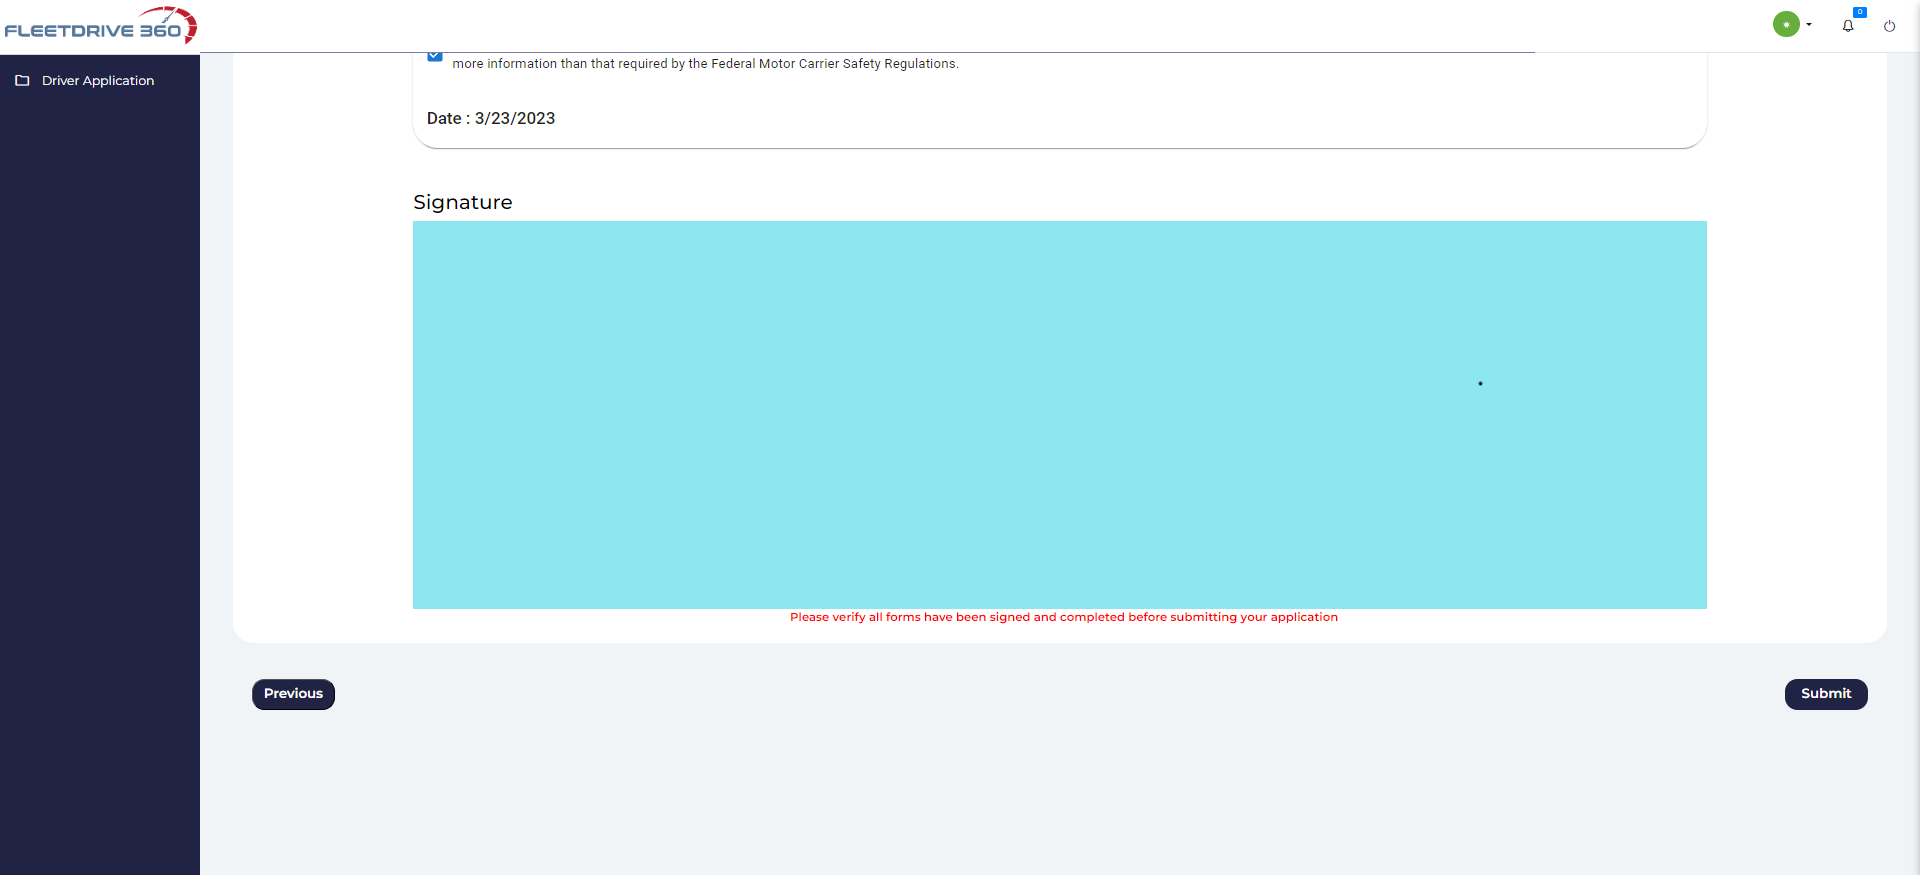 FLEETDRIVE 360
0
Driver Application
more information than that required by the Federal Motor Carrier Safety Regulations.
Date : 3/23/2023
Signature
Please verify all forms have been signed and completed before submitting your application
Previous
Submit